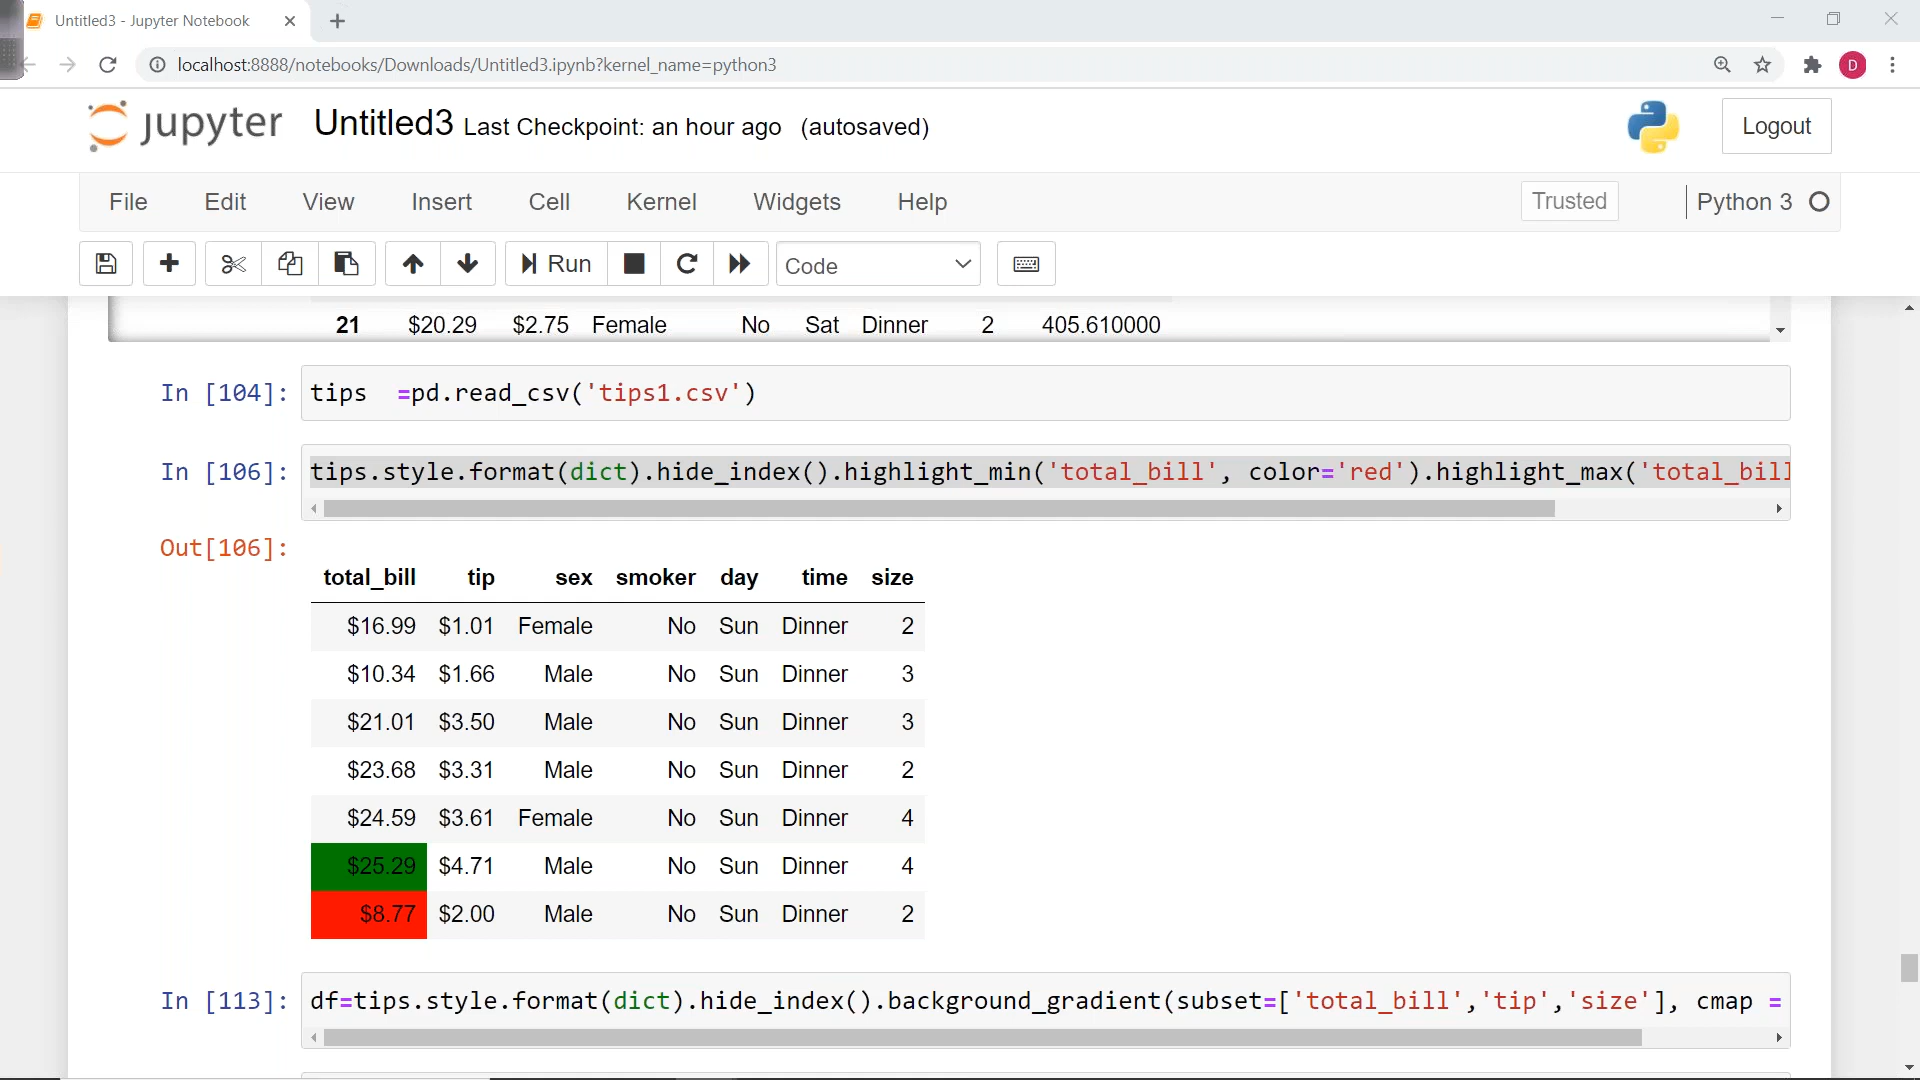 Untitled3 - Jupyter Notebook
localhost:8888/notebooks/Downloads/Untitled3.ipynb?kernel_name=python3
D
jupyter Untitled3 Last Checkpoint: an hour ago (autosaved)
Logout
File Edit View Insert Cell Kernel Widgets Help Trusted Python 3
Run Code
21 $20.29 $2.75 Female No Sat Dinner 2 405.610000
In [104]: tips  =pd.read_csv('tips1.csv')
In [106]: tips.style.format(dict).hide_index().highlight_min('total_bill', color='red').highlight_max('total_bill
Out[106]:
total_bill tip sex smoker day time size
$16.99 $1.01 Female No Sun Dinner 2
$10.34 $1.66 Male No Sun Dinner 3
$21.01 $3.50 Male No Sun Dinner 3
$23.68 $3.31 Male No Sun Dinner 2
$24.59 $3.61 Female No Sun Dinner 4
$25.29 $4.71 Male No Sun Dinner 4
$8.77 $2.00 Male No Sun Dinner 2
In [113]: df=tips.style.format(dict).hide_index().background_gradient(subset=['total_bill','tip','size'], cmap =